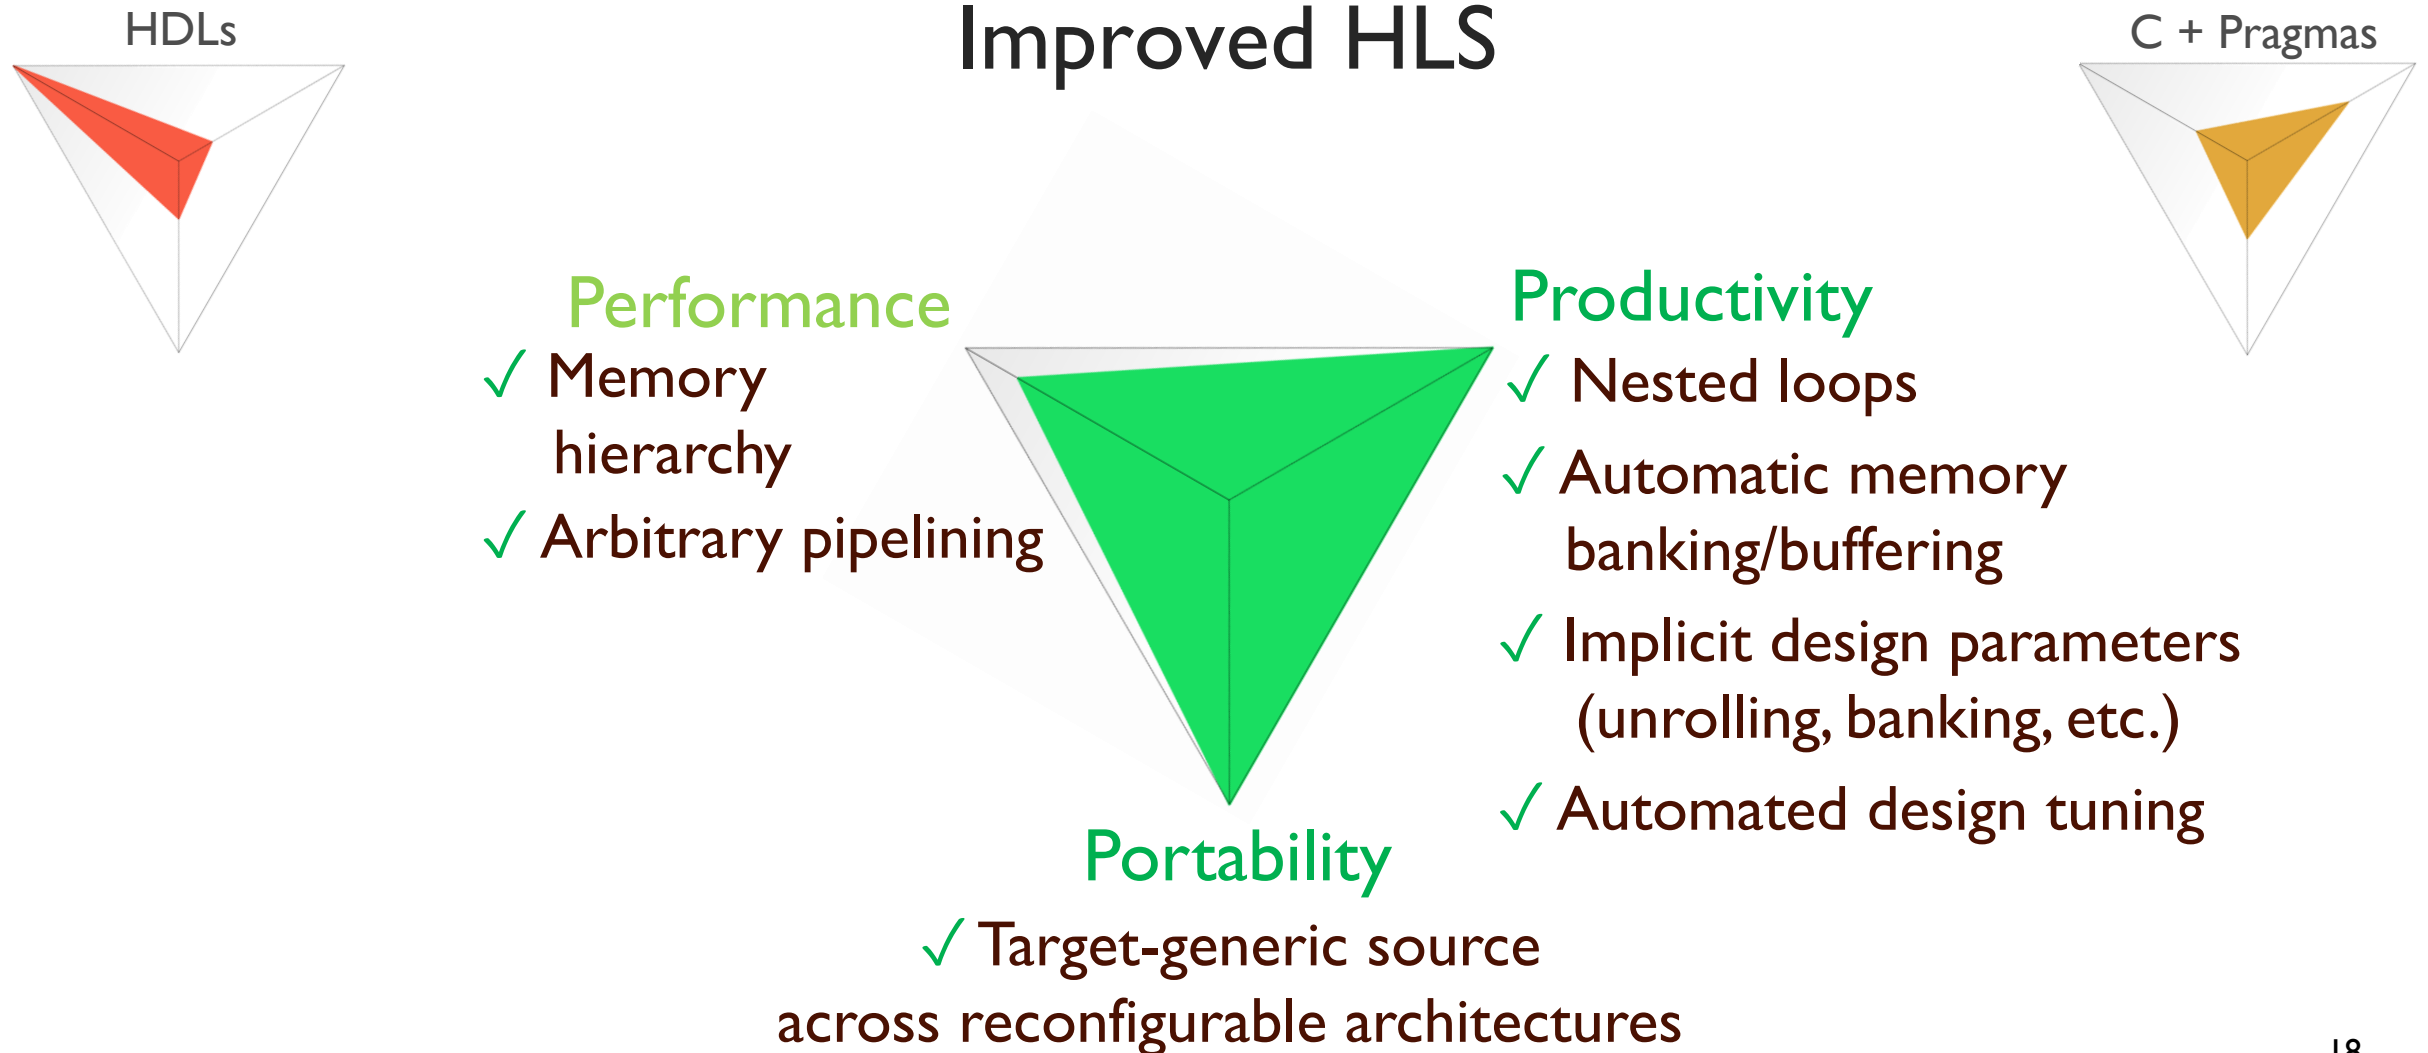 HDLs
Improved HLS
C + Pragmas
Performance
✓ Memory
hierarchy
✓ Arbitrary pipelining
Productivity
✓ Nested loops
✓ Automatic memory
banking/buffering
✓ Implicit design parameters
(unrolling, banking, etc.)
✓ Automated design tuning
Portability
✓ Target-generic source
across reconfigurable architectures
18